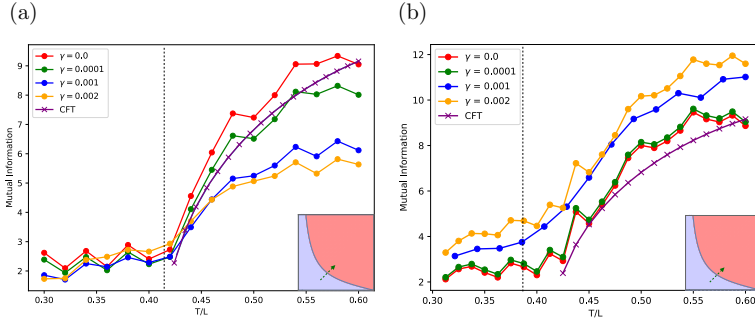 (a)
γ = 0.0
γ = 0.0001
γ = 0.001
γ = 0.002
CFT
Mutual Information
9
8
7
6
5
4
3
2
0.30
0.35
0.40
0.45
0.50
0.55
0.60
T/L
(b)
γ = 0.0
γ = 0.0001
γ = 0.001
γ = 0.002
CFT
Mutual Information
12
10
8
6
4
2
0.30
0.35
0.40
0.45
0.50
0.55
0.60
T/L